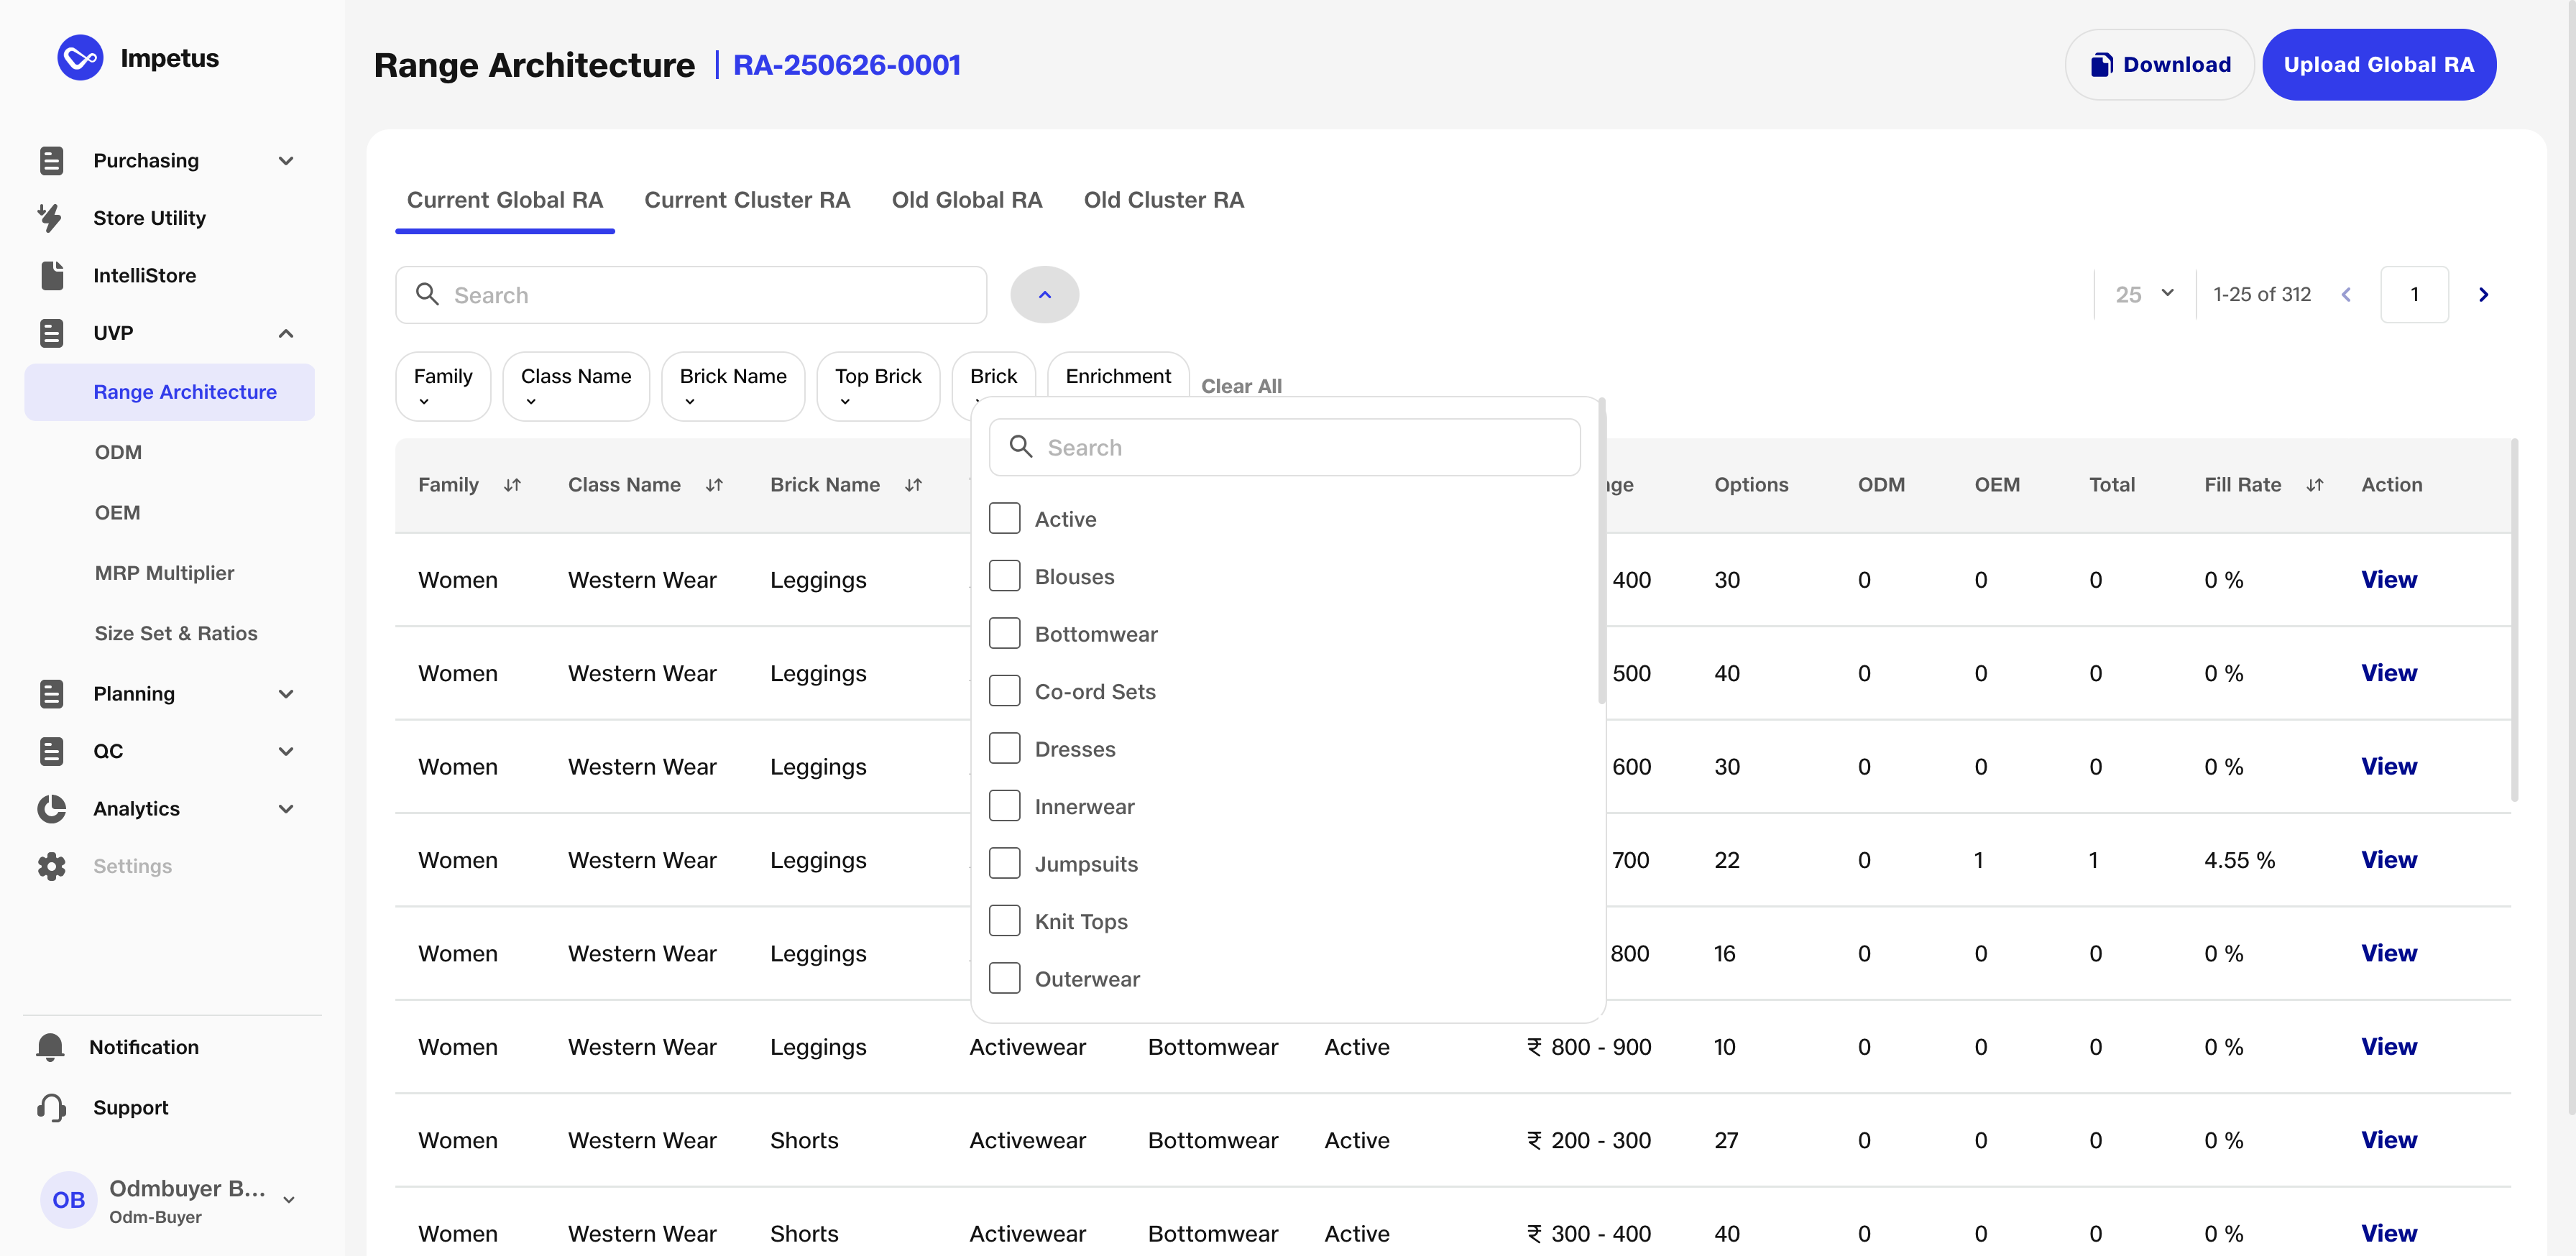 Impetus
Purchasing
Store Utility
IntelliStore
UVP
Range Architecture
ODM
OEM
MRP Multiplier
Size Set & Ratios
Planning
QC
Analytics
Settings
Notification
Support
OB
Odmbuyer B...
Odm-Buyer
Range Architecture | RA-250626-0001
Download
Upload Global RA
Current Global RA Current Cluster RA Old Global RA Old Cluster RA
Search
25 1-25 of 312 1
Family Class Name Brick Name Top Brick Brick Enrichment Clear All
Search
Active
Blouses
Bottomwear
Co-ord Sets
Dresses
Innerwear
Jumpsuits
Knit Tops
Outerwear
Family Class Name Brick Name Options ODM OEM Total Fill Rate Action
Women Western Wear Leggings 400 30 0 0 0 0 % View
Women Western Wear Leggings 500 40 0 0 0 0 % View
Women Western Wear Leggings 600 30 0 0 0 0 % View
Women Western Wear Leggings 700 22 0 1 1 4.55 % View
Women Western Wear Leggings 800 16 0 0 0 0 % View
Women Western Wear Leggings Activewear Bottomwear Active ₹ 800 - 900 10 0 0 0 0 % View
Women Western Wear Shorts Activewear Bottomwear Active ₹ 200 - 300 27 0 0 0 0 % View
Women Western Wear Shorts Activewear Bottomwear Active ₹ 300 - 400 40 0 0 0 0 % View